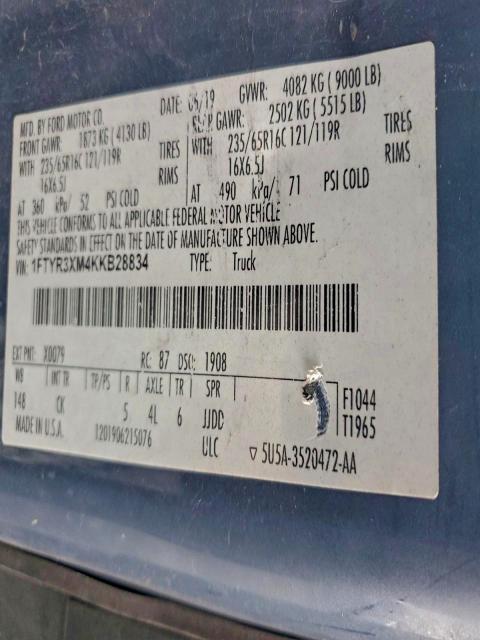 MFD. BY FORD MOTOR CO.
DATE: 06/19 GVWR: 4082 KG ( 9000 LB)
FRONT GAWR: 1873 KG ( 4130 LB) REAR GAWR: 2502 KG ( 5515 LB)
WITH 235/65R16C 121/119R TIRES WITH 235/65R16C 121/119R TIRES
16X6.5J RIMS 16X6.5J RIMS
AT 360 kPa/ 52 PSI COLD AT 490 kPa/ 71 PSI COLD
THIS VEHICLE CONFORMS TO ALL APPLICABLE FEDERAL MOTOR VEHICLE
SAFETY STANDARDS IN EFFECT ON THE DATE OF MANUFACTURE SHOWN ABOVE.
VIN: 1FTYR3XM4KKB28834 TYPE: Truck
EXT PNT: X0079 RC: 87 DSO: 1908
WB INT TR TP/PS R AXLE TR SPR
148 CK 5 4L 6 JJDD F1044
MADE IN U.S.A. 1201906215076 ULC T1965
▽ 5U5A-3520472-AA